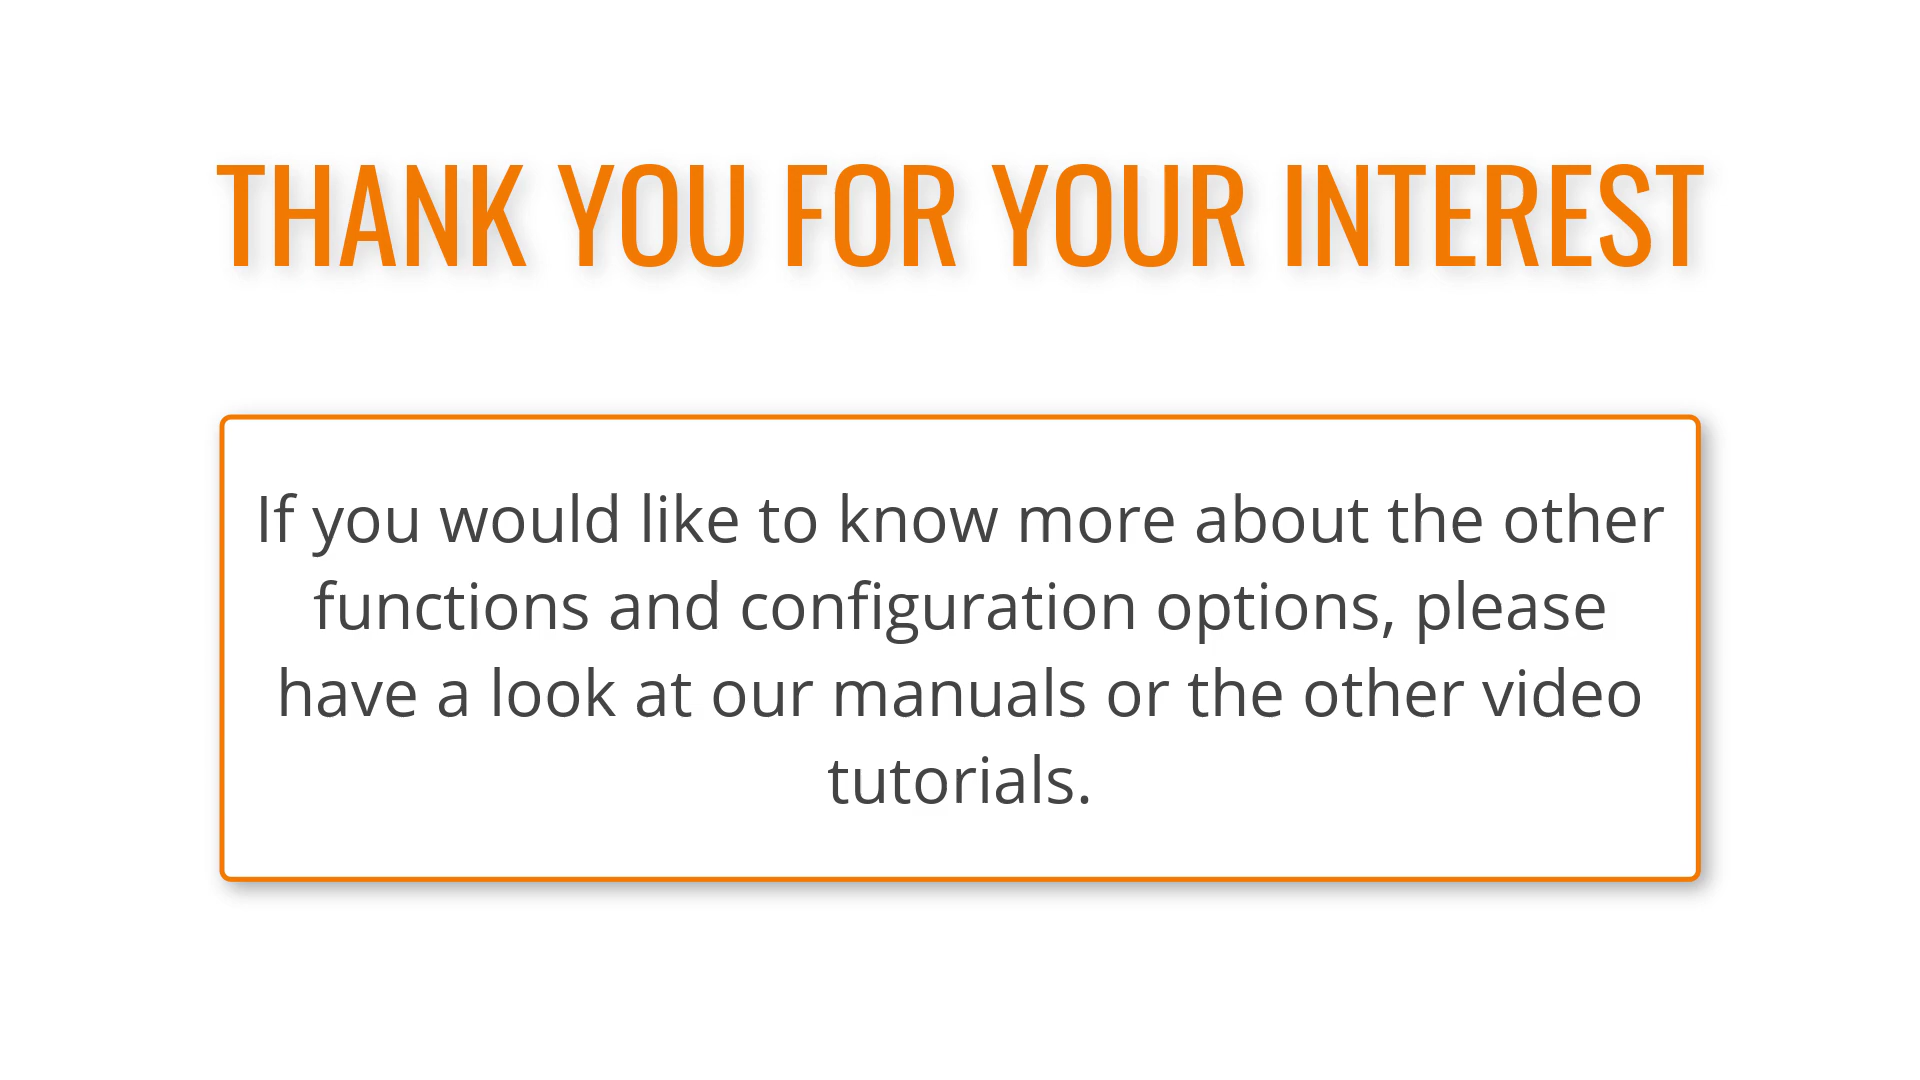 THANK YOU FOR YOUR INTEREST
If you would like to know more about the other
functions and configuration options, please
have a look at our manuals or the other video
tutorials.